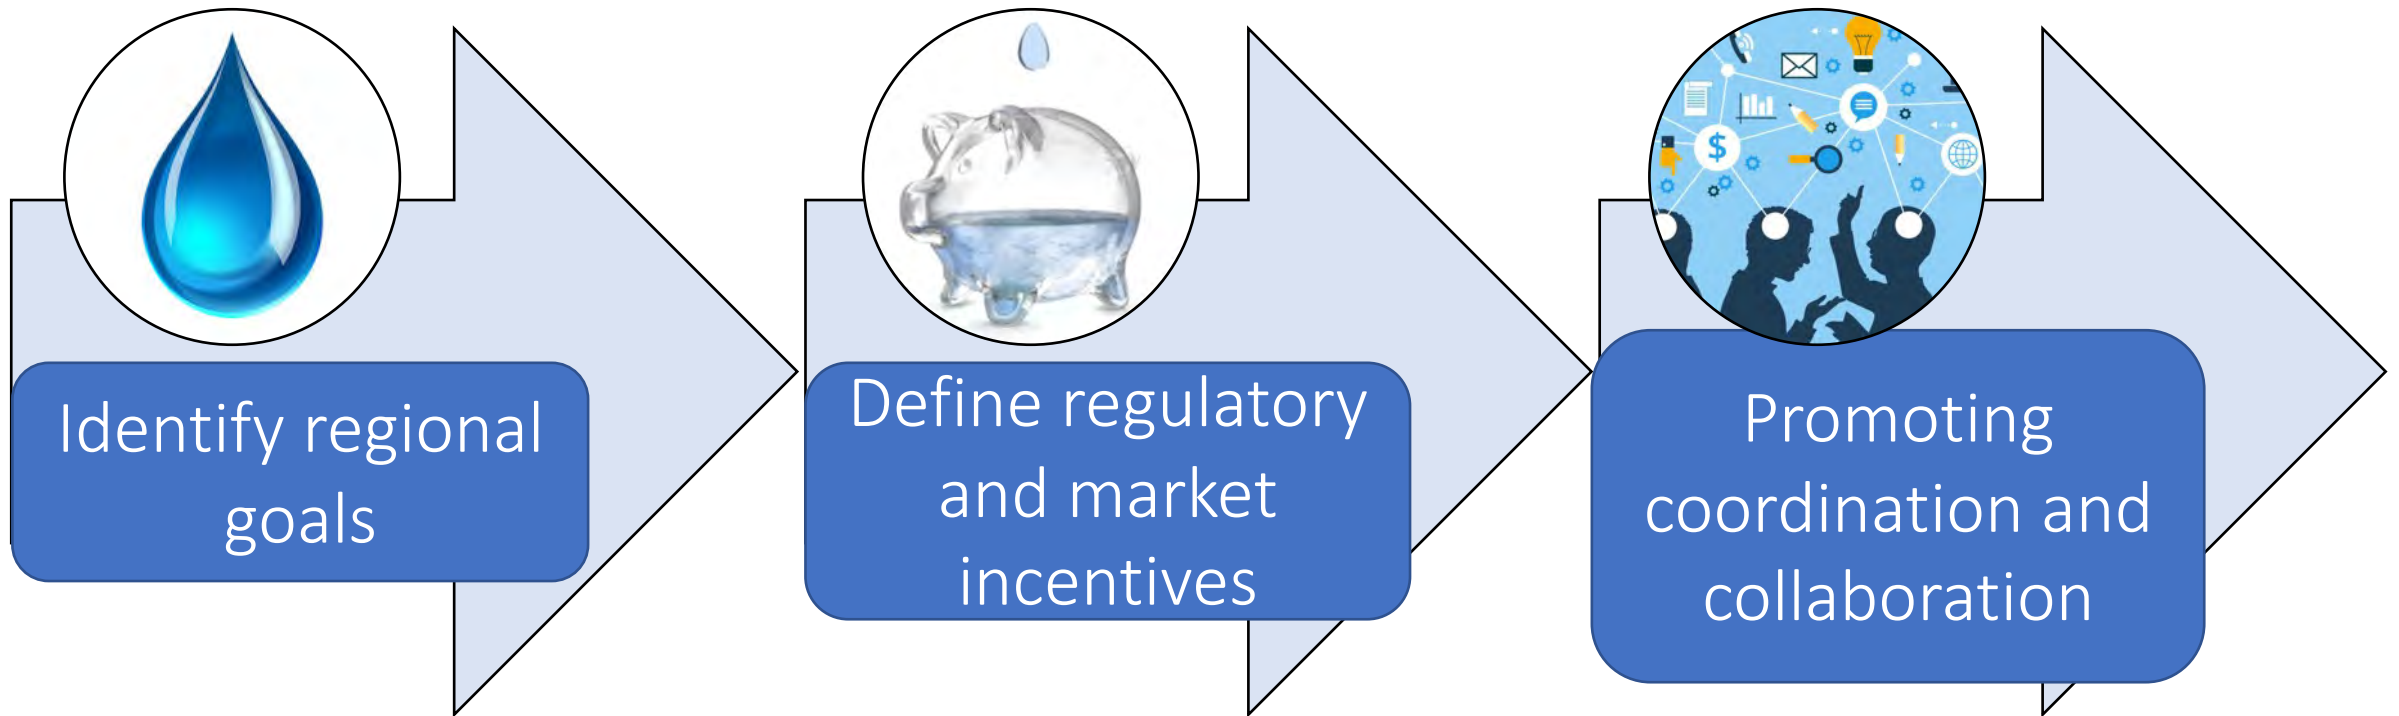 Identify regional
goals
Define regulatory
and market
incentives
$
Promoting
coordination and
collaboration